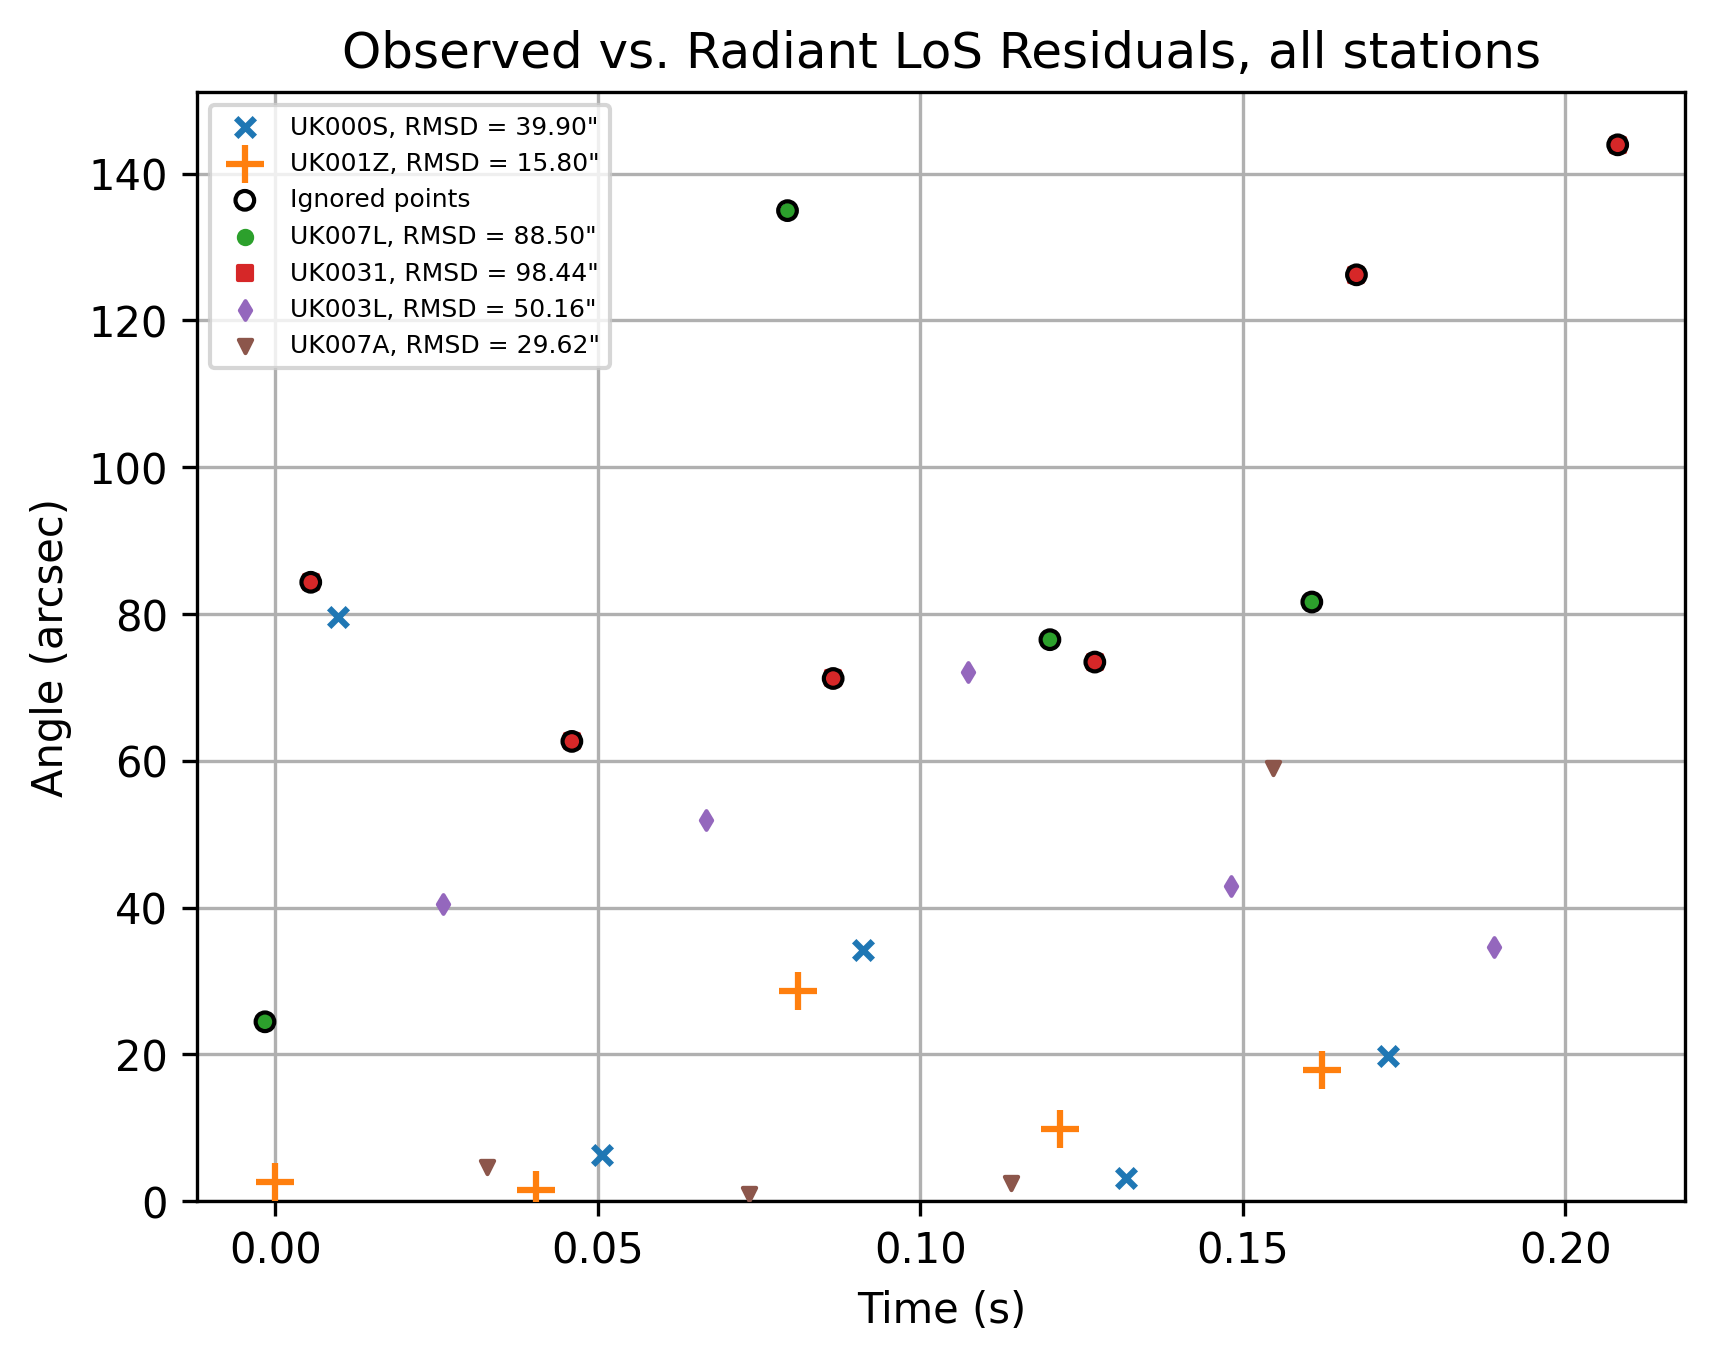 Observed vs. Radiant LoS Residuals, all stations
UK000S, RMSD = 39.90"
UK001Z, RMSD = 15.80"
Ignored points
UK007L, RMSD = 88.50"
UK0031, RMSD = 98.44"
UK003L, RMSD = 50.16"
UK007A, RMSD = 29.62"
140
120
100
80
60
40
20
0
Angle (arcsec)
0.00 0.05 0.10 0.15 0.20
Time (s)